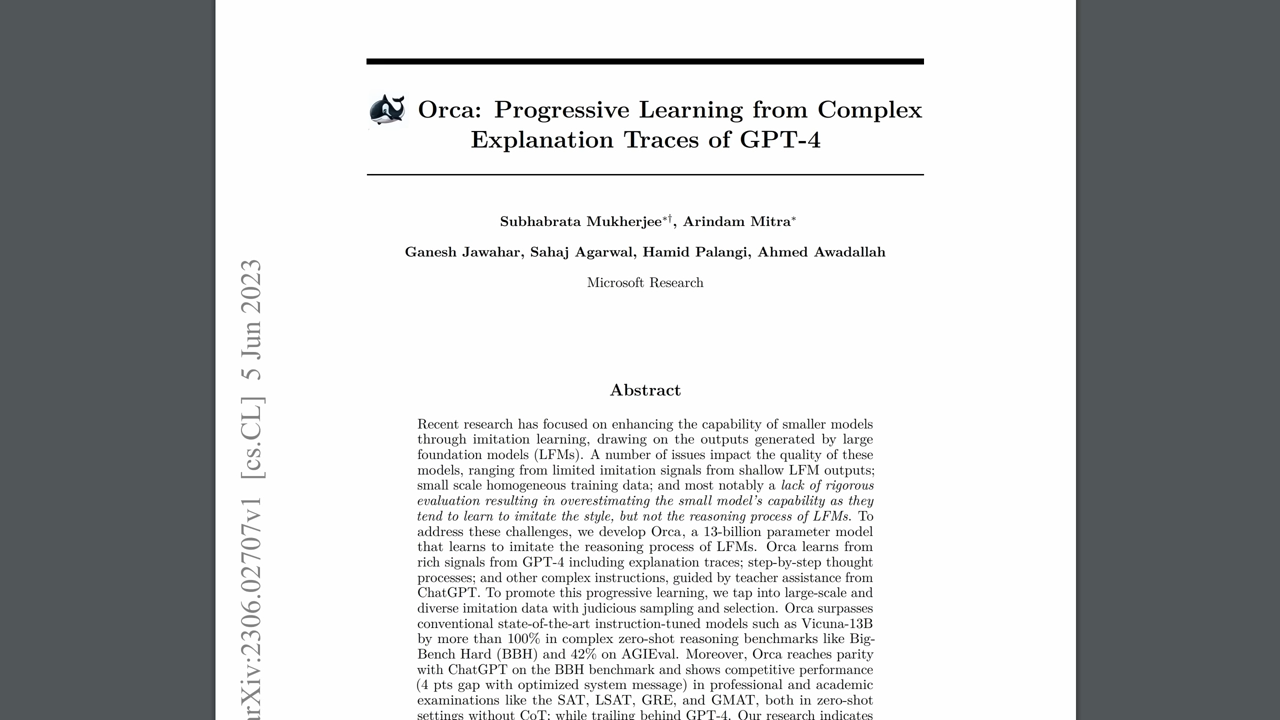 Orca: Progressive Learning from Complex
Explanation Traces of GPT-4
Subhabrata Mukherjee*†, Arindam Mitra*
Ganesh Jawahar, Sahaj Agarwal, Hamid Palangi, Ahmed Awadallah
Microsoft Research
Abstract
Recent research has focused on enhancing the capability of smaller models
through imitation learning, drawing on the outputs generated by large
foundation models (LFMs). A number of issues impact the quality of these
models, ranging from limited imitation signals from shallow LFM outputs;
small scale homogeneous training data; and most notably a lack of rigorous
evaluation resulting in overestimating the small model's capability as they
tend to learn to imitate the style, but not the reasoning process of LFMs. To
address these challenges, we develop Orca, a 13-billion parameter model
that learns to imitate the reasoning process of LFMs. Orca learns from
rich signals from GPT-4 including explanation traces; step-by-step thought
processes; and other complex instructions, guided by teacher assistance from
ChatGPT. To promote this progressive learning, we tap into large-scale and
diverse imitation data with judicious sampling and selection. Orca surpasses
conventional state-of-the-art instruction-tuned models such as Vicuna-13B
by more than 100% in complex zero-shot reasoning benchmarks like Big-
Bench Hard (BBH) and 42% on AGIEval. Moreover, Orca reaches parity
with ChatGPT on the BBH benchmark and shows competitive performance
(4 pts gap with optimized system message) in professional and academic
examinations like the SAT, LSAT, GRE, and GMAT, both in zero-shot
settings without CoT; while trailing behind GPT-4. Our research indicates
arXiv:2306.02707v1 [cs.CL] 5 Jun 2023